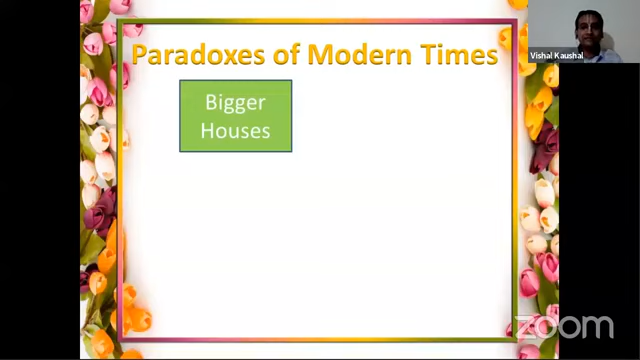 Paradoxes of Modern Times
Vishal Kaushal
Bigger
Houses
zoom